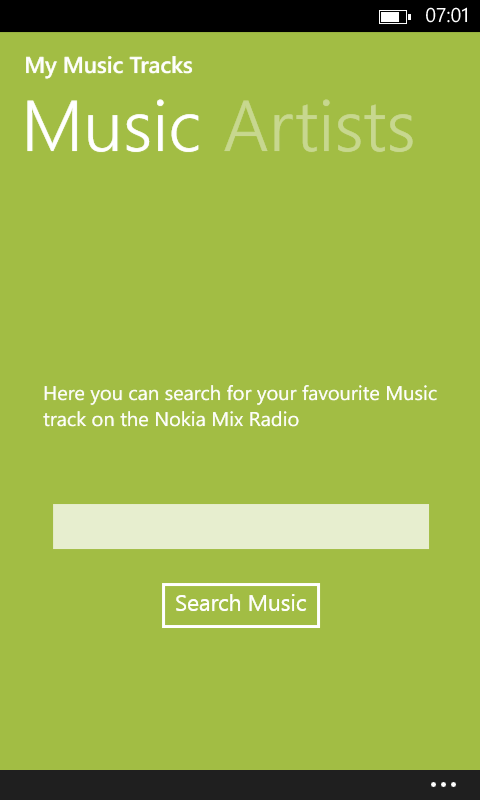 07:01
My Music Tracks
Music Artists
Here you can search for your favourite Music
track on the Nokia Mix Radio
Search Music